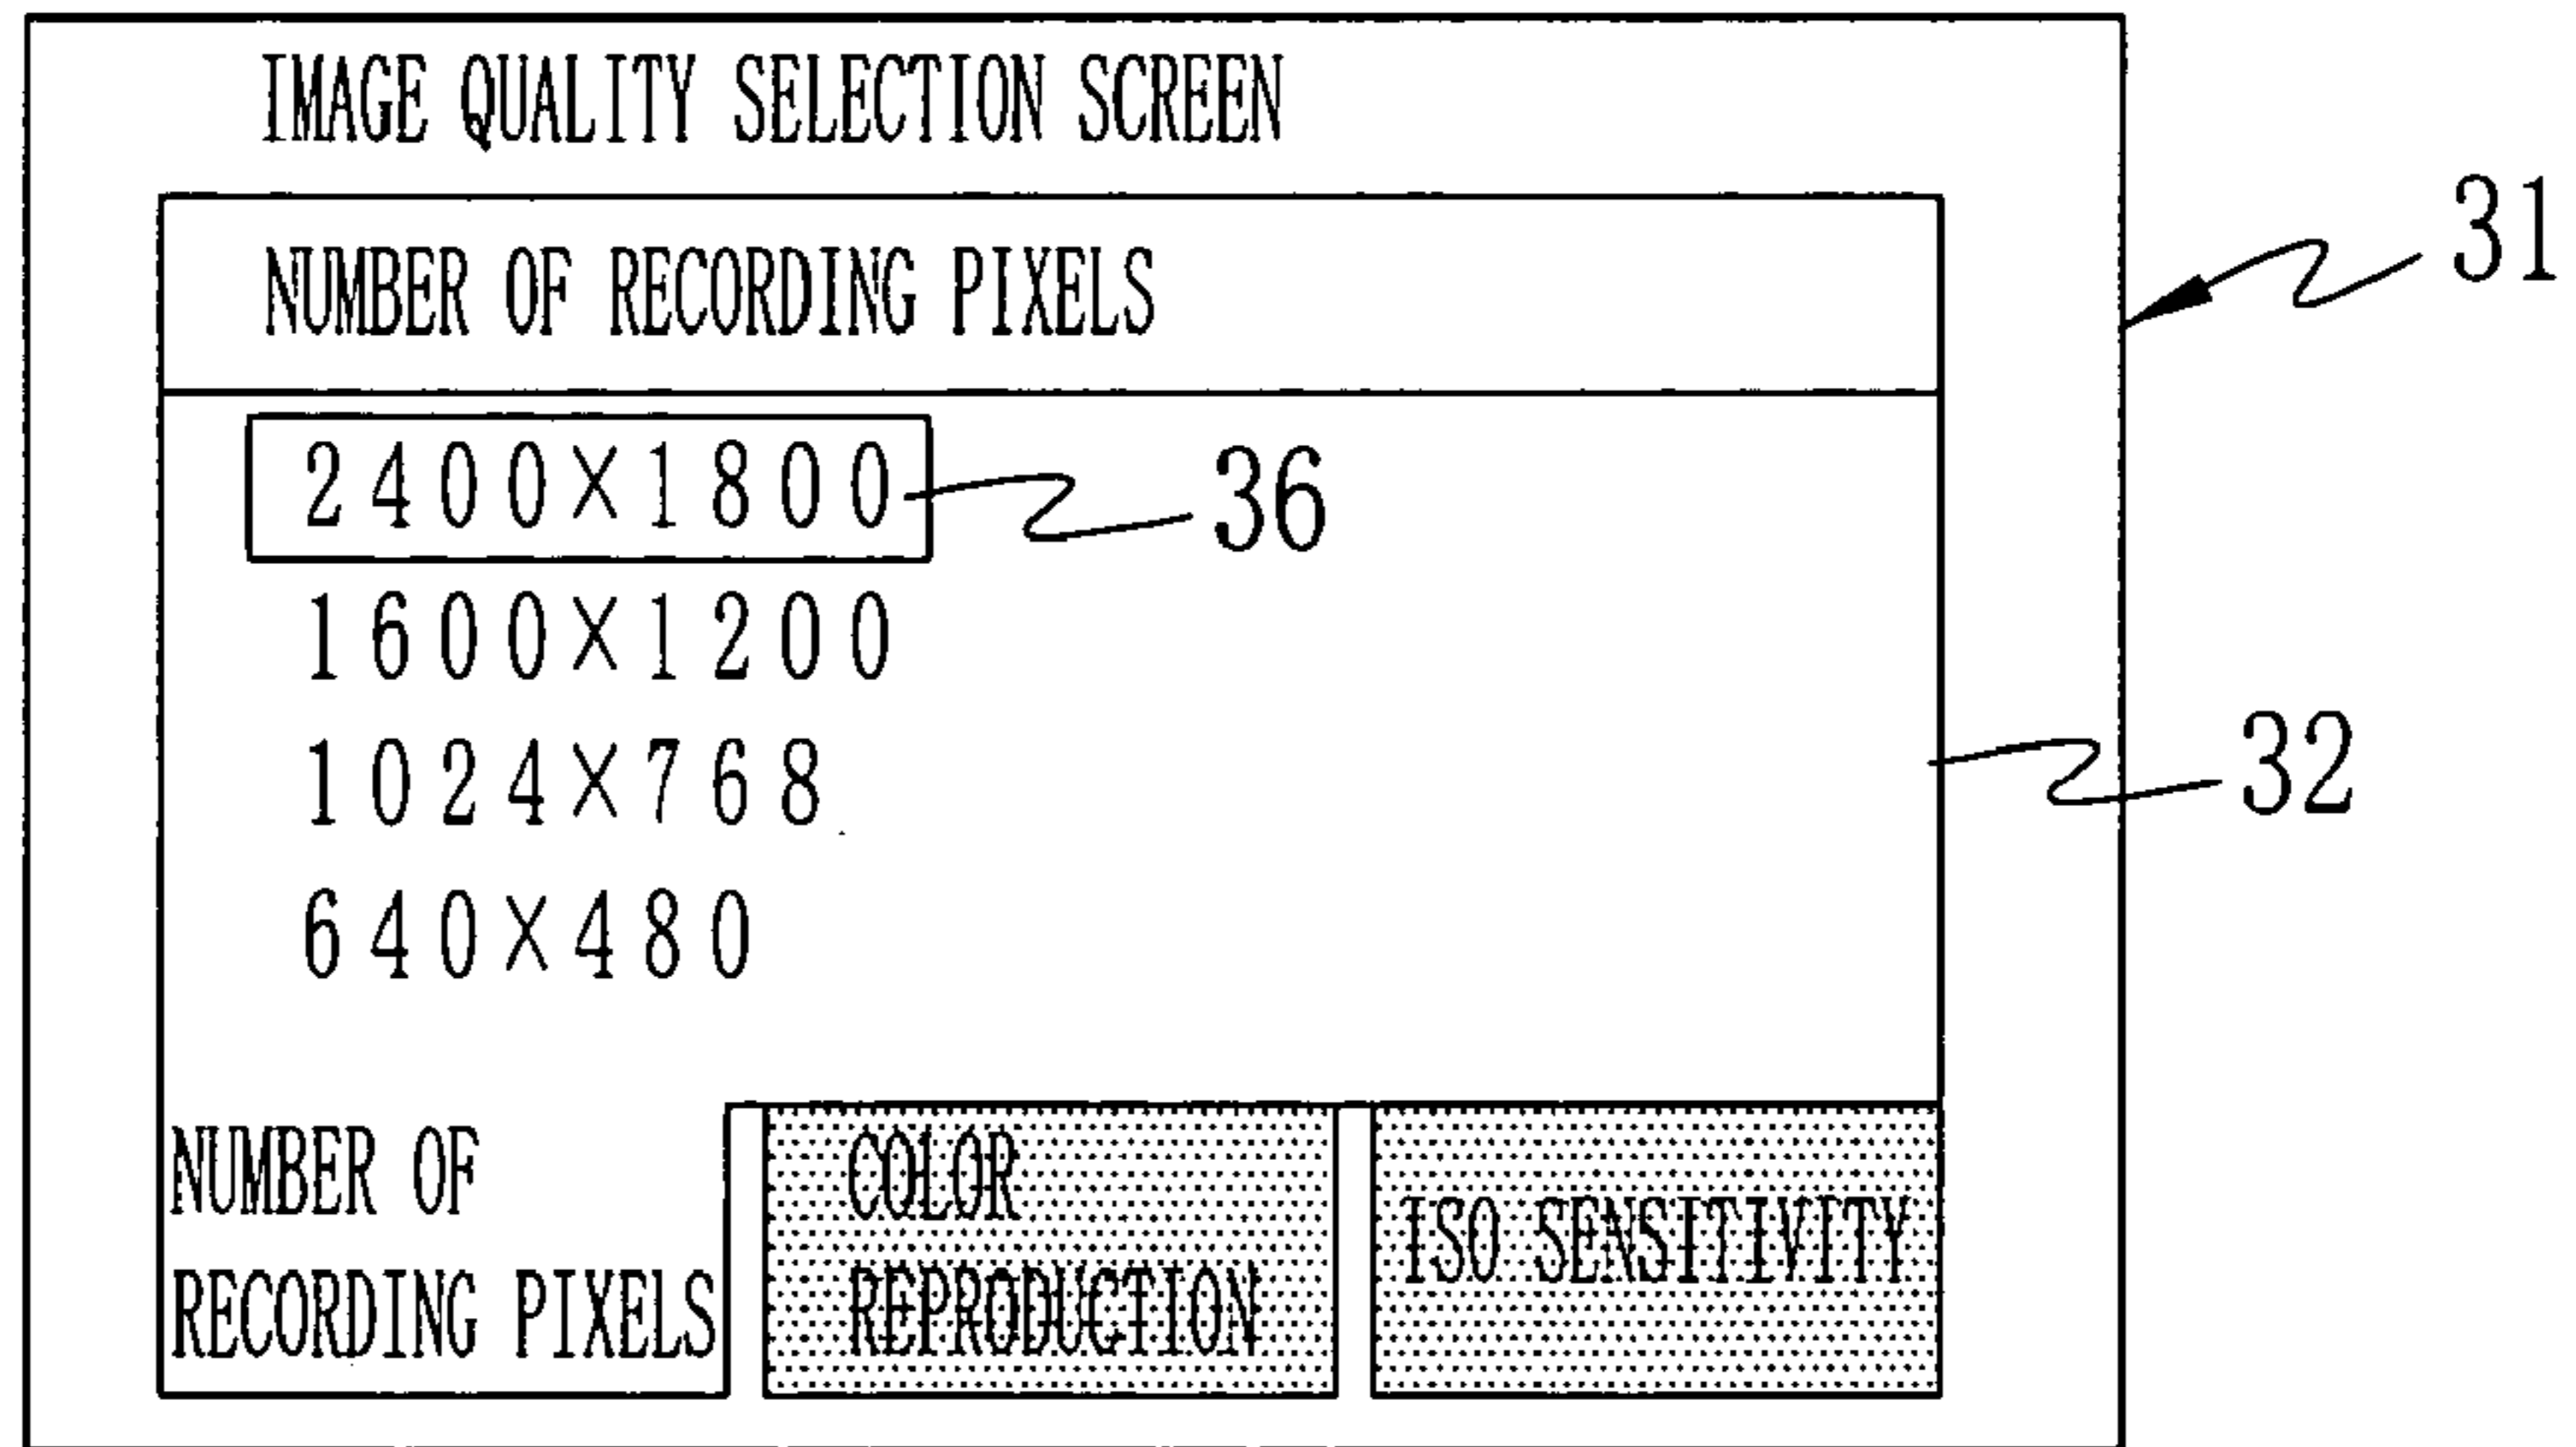 IMAGE QUALITY SELECTION SCREEN
31
NUMBER OF RECORDING PIXELS
2400×1800
36
1600×1200
1024×768
32
640×480
NUMBER OF
RECORDING PIXELS
COLOR
REPRODUCTION
ISO SENSITIVITY